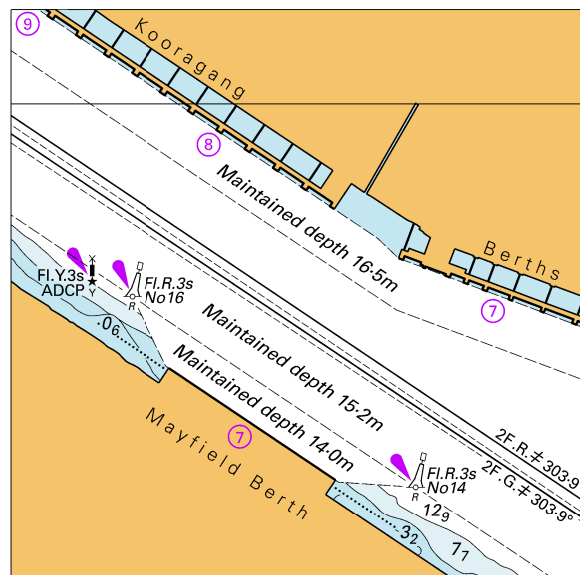 9
Kooragang
8
Maintained depth 16·5m
Berths
7
Fl.Y.3s
ADCP
Y
Fl.R.3s
No16
R
·06
Maintained depth 15·2m
Maintained depth 14·0m
7
Mayfield Berth
2F.R.≠303·9
2F.G.≠303·9°
Fl.R.3s
No14
R
129
32
71